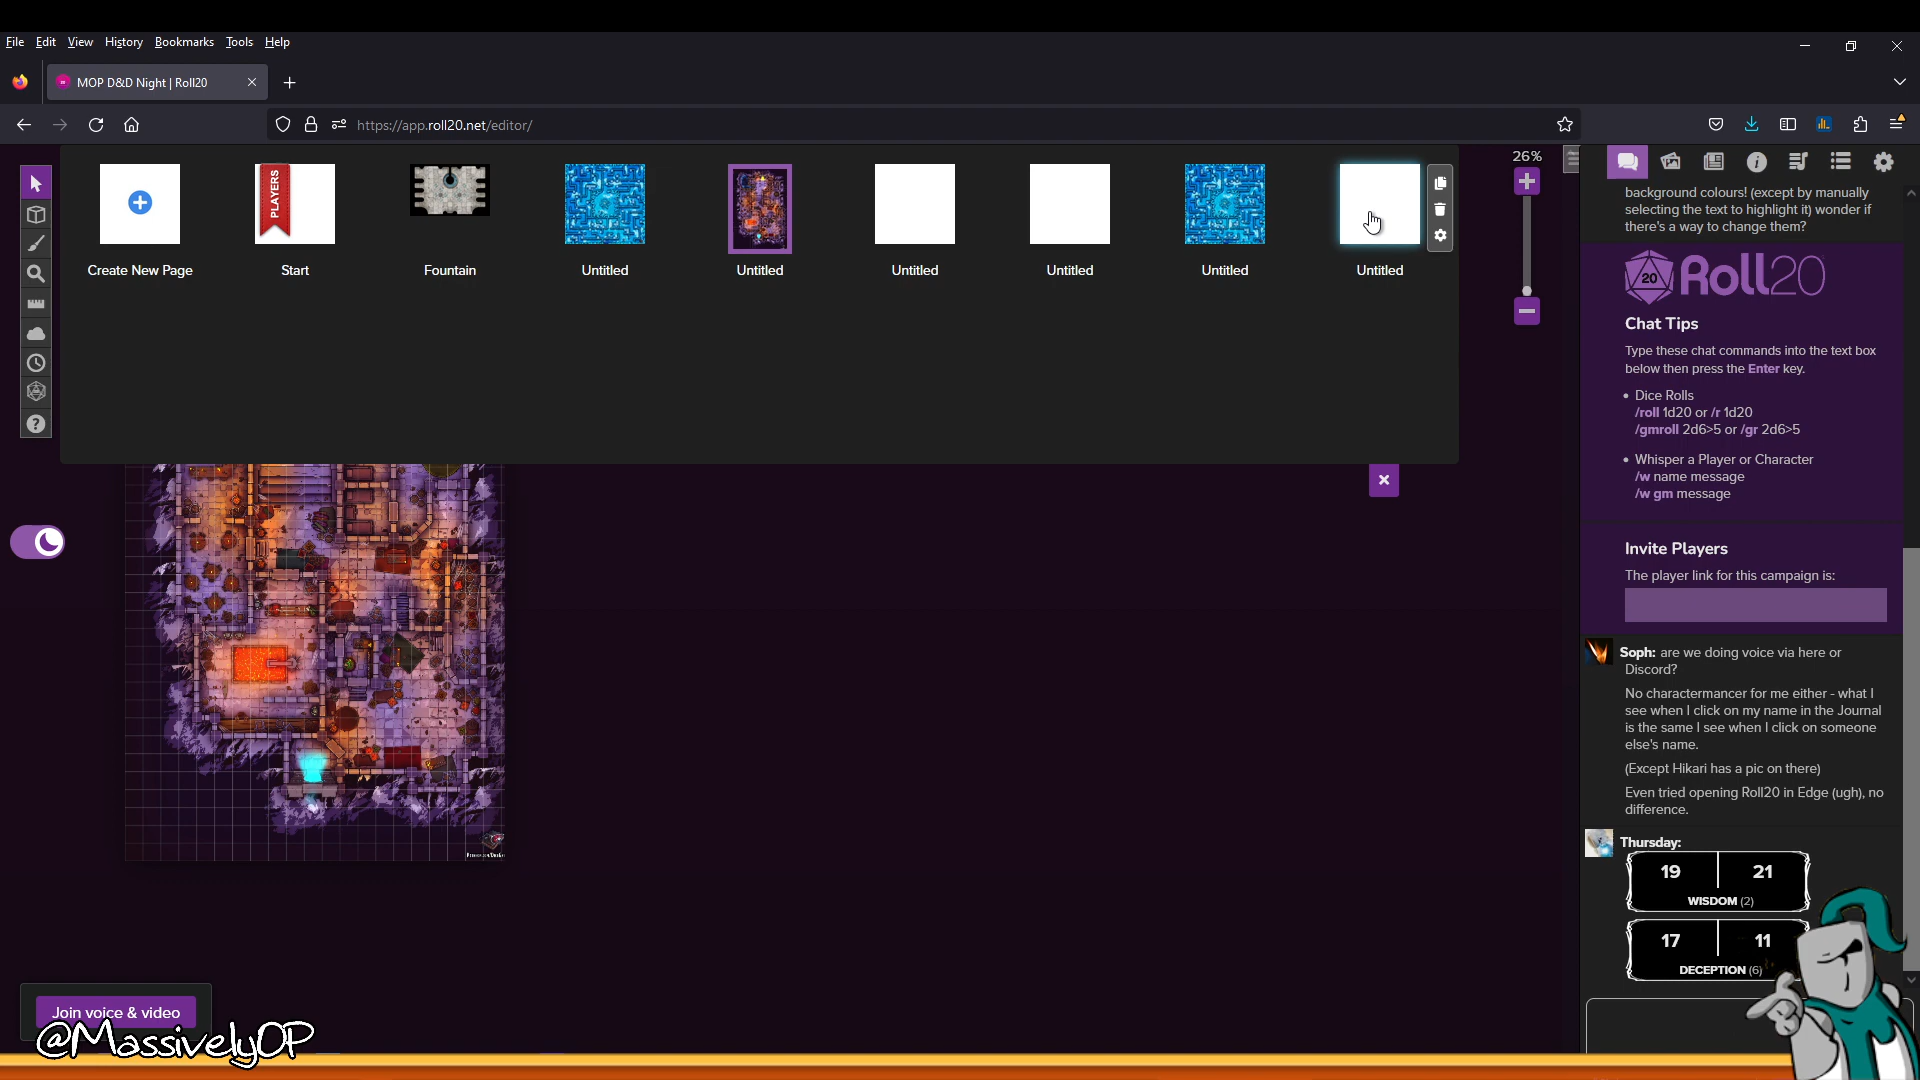 File Edit View History Bookmarks Tools Help
MOP D&D Night | Roll20
https://app.roll20.net/editor/
PLAYERS
Create New Page
Start
Fountain
Untitled
Untitled
Untitled
Untitled
Untitled
Untitled
26%
background colours! (except by manually
selecting the text to highlight it) wonder if
there's a way to change them?
20 Roll20
Chat Tips
Type these chat commands into the text box
below then press the Enter key.
• Dice Rolls
/roll 1d20 or /r 1d20
/gmroll 2d6>5 or /gr 2d6>5
• Whisper a Player or Character
/w name message
/w gm message
Invite Players
The player link for this campaign is:
Soph: are we doing voice via here or
Discord?
No charactermancer for me either - what I
see when I click on my name in the Journal
is the same I see when I click on someone
else's name.
(Except Hikari has a pic on there)
Even tried opening Roll20 in Edge (ugh), no
difference.
Thursday:
19 21
WISDOM (2)
17 11
DECEPTION (6)
Join voice & video
@MassivelyOP